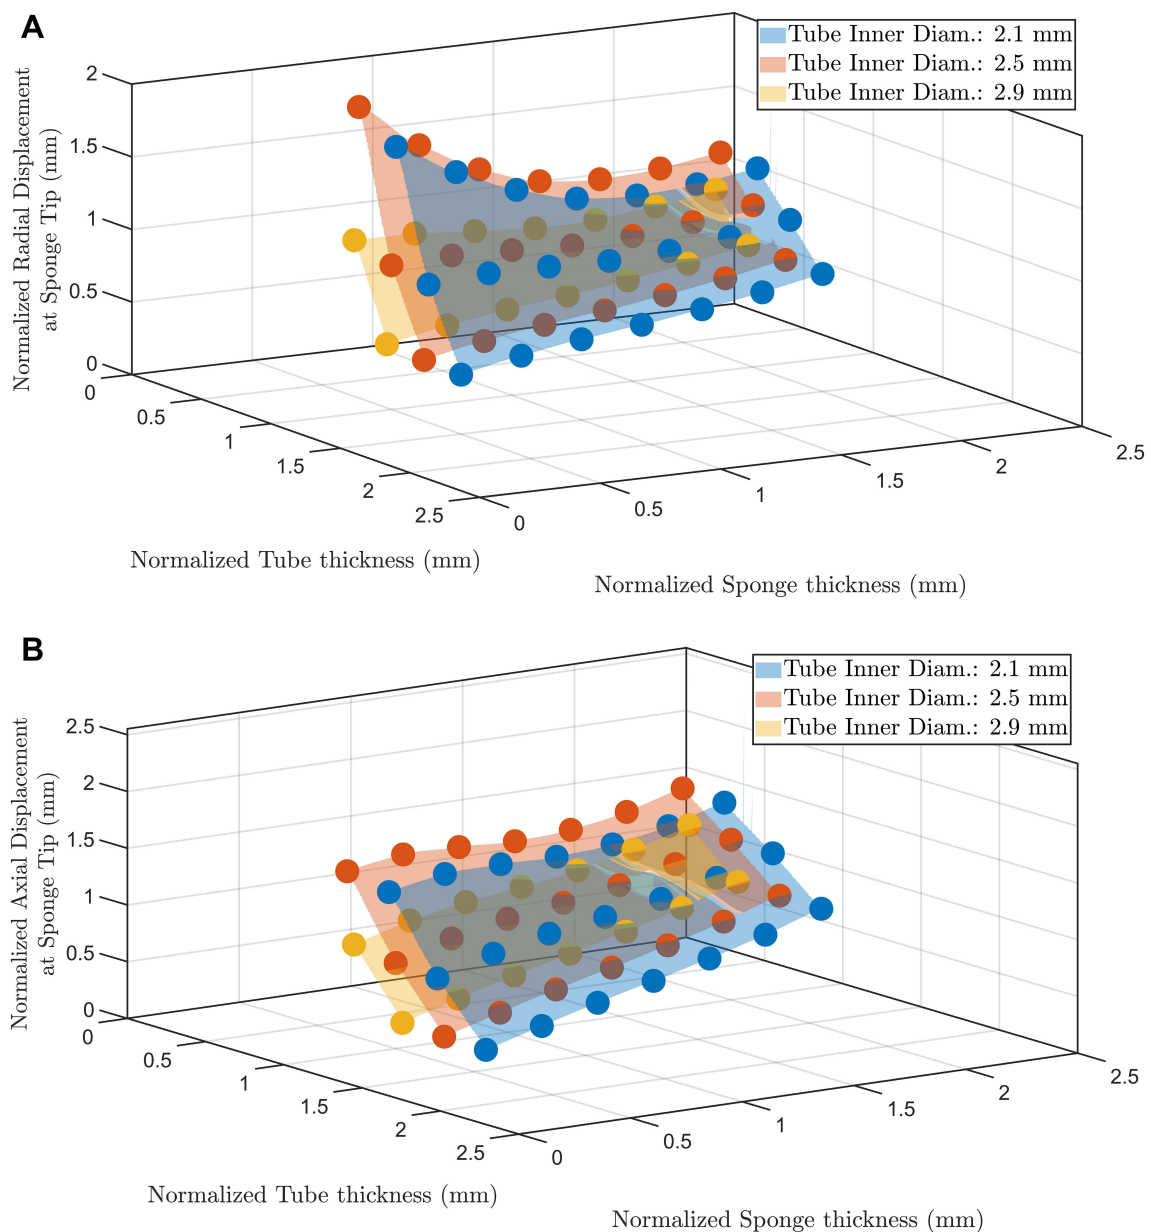 A
Tube Inner Diam.: 2.1 mm
Tube Inner Diam.: 2.5 mm
Tube Inner Diam.: 2.9 mm
Normalized Radial Displacement
at Sponge Tip (mm)
2
1.5
1
0.5
0
0
0.5
1
1.5
2
2.5
0
0.5
1
1.5
2
2.5
Normalized Tube thickness (mm)
Normalized Sponge thickness (mm)
B
Tube Inner Diam.: 2.1 mm
Tube Inner Diam.: 2.5 mm
Tube Inner Diam.: 2.9 mm
Normalized Axial Displacement
at Sponge Tip (mm)
2.5
2
1.5
1
0.5
0
0
0.5
1
1.5
2
2.5
0
0.5
1
1.5
2
2.5
Normalized Tube thickness (mm)
Normalized Sponge thickness (mm)